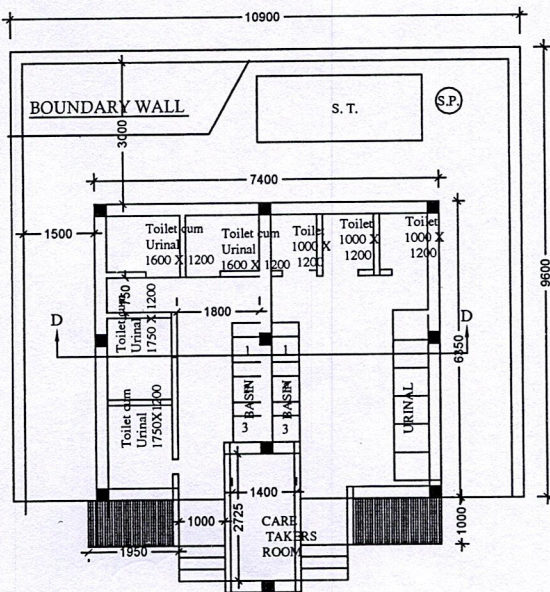 10900
BOUNDARY WALL
S. T.
S.P.
3000
7400
1500
9600
Toilet cum
Urinal
1600 X 1200
Toilet cum
Urinal
1600 X 1200
Toilet
1000 X
1200
Toilet
1000 X
1200
Toilet
1000 X
1200
750
1800
Toilet cum
Urinal
1750 X 1200
D
D
6350
1
BASIN
3
1
BASIN
3
URINAL
Toilet cum
Urinal
1750X1200
1400
2725
1000
CARE
TAKERS
ROOM
1000
1950